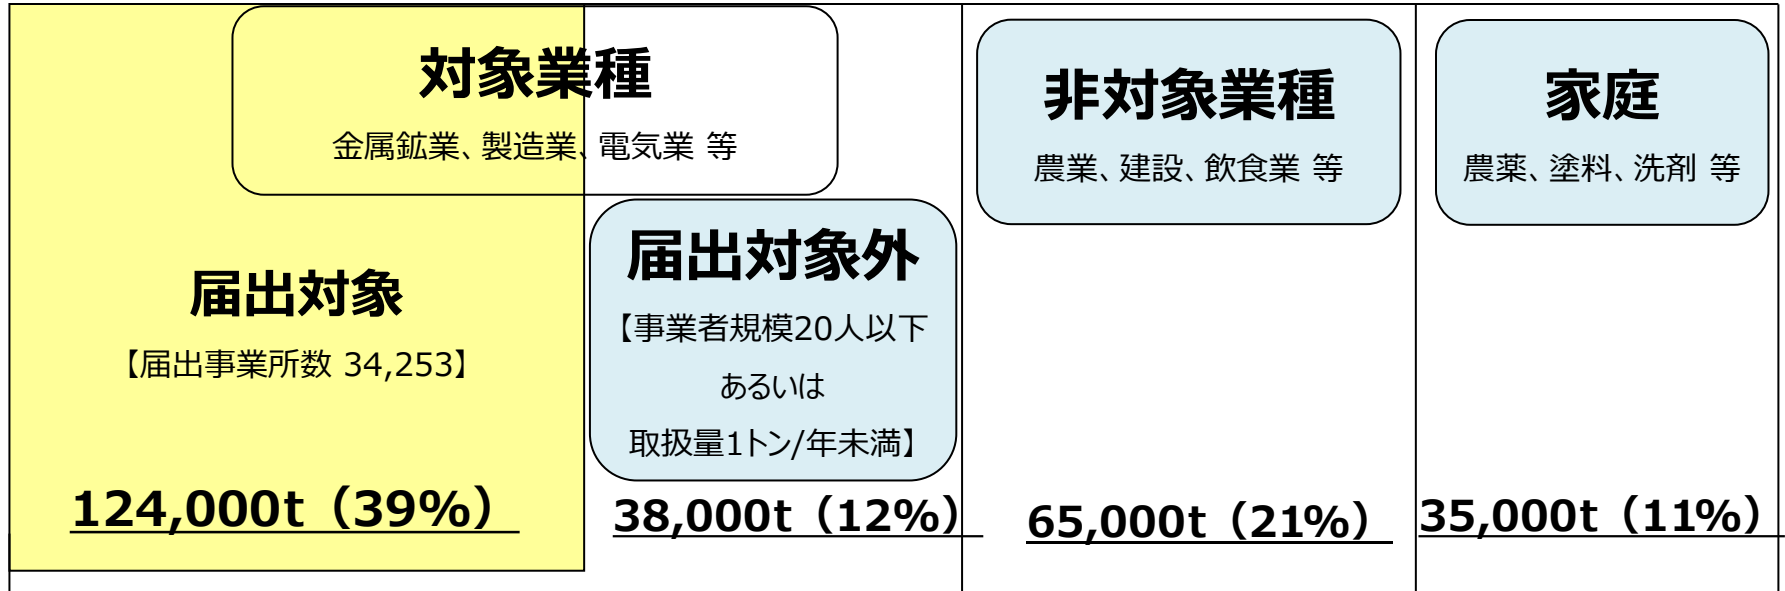 対象業種
金属鉱業、製造業、電気業 等
届出対象
【届出事業所数 34,253】
124,000t（39%）
届出対象外
【事業者規模20人以下
あるいは
取扱量1トン/年未満】
38,000t（12%）
非対象業種
農業、建設、飲食業 等
65,000t（21%）
家庭
農薬、塗料、洗剤 等
35,000t（11%）